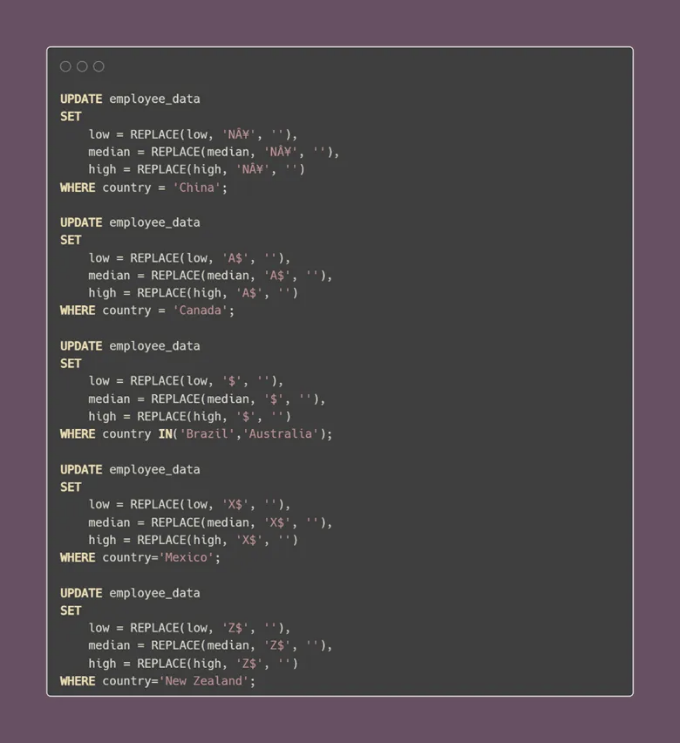 UPDATE employee_data
SET
low = REPLACE(low, 'NÂ¥', ''),
median = REPLACE(median, 'NÂ¥', ''),
high = REPLACE(high, 'NÂ¥', '')
WHERE country = 'China';
UPDATE employee_data
SET
low = REPLACE(low, 'A$', ''),
median = REPLACE(median, 'A$', ''),
high = REPLACE(high, 'A$', '')
WHERE country = 'Canada';
UPDATE employee_data
SET
low = REPLACE(low, '$', ''),
median = REPLACE(median, '$', ''),
high = REPLACE(high, '$', '')
WHERE country IN('Brazil','Australia');
UPDATE employee_data
SET
low = REPLACE(low, 'X$', ''),
median = REPLACE(median, 'X$', ''),
high = REPLACE(high, 'X$', '')
WHERE country='Mexico';
UPDATE employee_data
SET
low = REPLACE(low, 'Z$', ''),
median = REPLACE(median, 'Z$', ''),
high = REPLACE(high, 'Z$', '')
WHERE country='New Zealand';